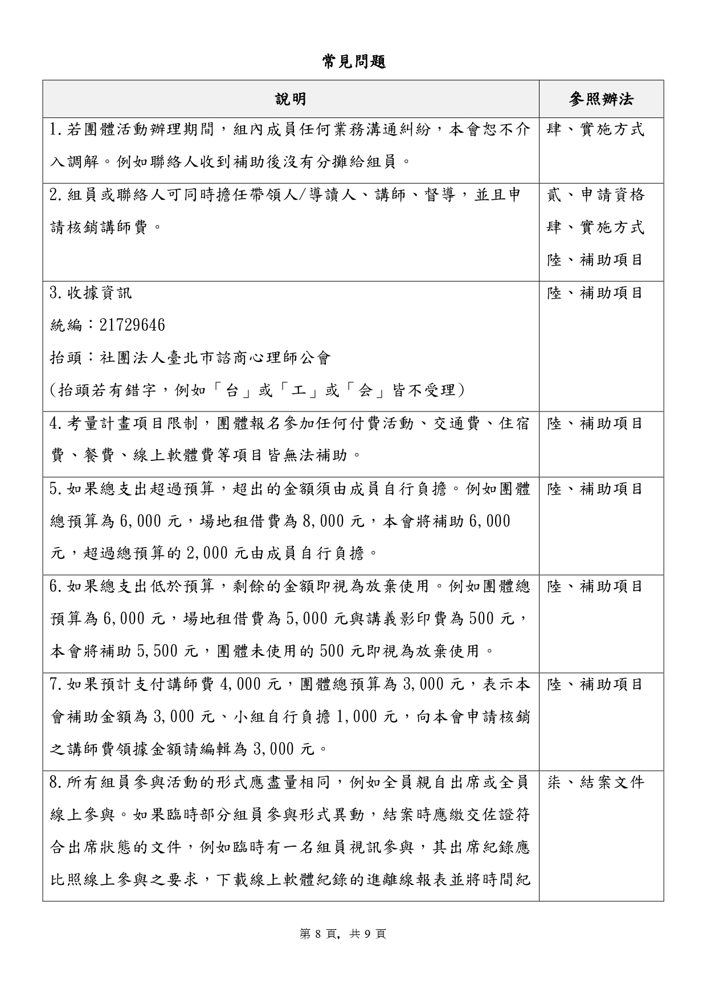 常見問題
說明
參照辦法
1.若團體活動辦理期間，組內成員任何業務溝通糾紛，本會恕不介
入調解。例如聯絡人收到補助後沒有分攤給組員。
肆、實施方式
2.組員或聯絡人可同時擔任帶領人/導讀人、講師、督導，並且申
請核銷講師費。
貳、申請資格
肆、實施方式
陸、補助項目
3.收據資訊
統編：21729646
抬頭：社團法人臺北市諮商心理師公會
(抬頭若有錯字，例如「台」或「工」或「会」皆不受理)
陸、補助項目
4.考量計畫項目限制，團體報名參加任何付費活動、交通費、住宿
費、餐費、線上軟體費等項目皆無法補助。
陸、補助項目
5.如果總支出超過預算，超出的金額須由成員自行負擔。例如團體
總預算為 6,000 元，場地租借費為 8,000 元，本會將補助 6,000
元，超過總預算的 2,000 元由成員自行負擔。
陸、補助項目
6.如果總支出低於預算，剩餘的金額即視為放棄使用。例如團體總
預算為 6,000 元，場地租借費為 5,000 元與講義影印費為 500 元，
本會將補助 5,500 元，團體未使用的 500 元即視為放棄使用。
陸、補助項目
7.如果預計支付講師費 4,000 元，團體總預算為 3,000 元，表示本
會補助金額為 3,000 元、小組自行負擔 1,000 元，向本會申請核銷
之講師費領據金額請編輯為 3,000 元。
陸、補助項目
8.所有組員參與活動的形式應盡量相同，例如全員親自出席或全員
線上參與。如果臨時部分組員參與形式異動，結案時應繳交佐證符
合出席狀態的文件，例如臨時有一名組員視訊參與，其出席紀錄應
比照線上參與之要求，下載線上軟體紀錄的進離線報表並將時間紀
柒、結案文件
第 8 頁，共 9 頁